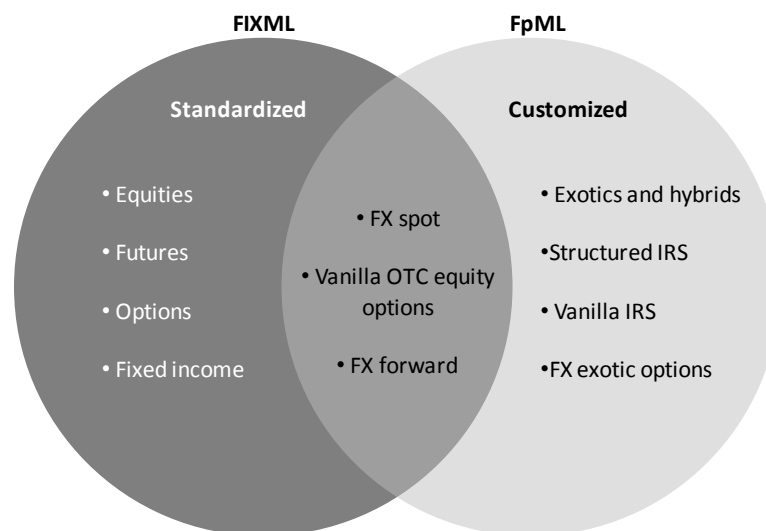 FIXML
FpML
Standardized
Customized
• Equities
• Futures
• Options
• Fixed income
• FX spot
• Vanilla OTC equity
options
• FX forward
• Exotics and hybrids
•Structured IRS
• Vanilla IRS
•FX exotic options